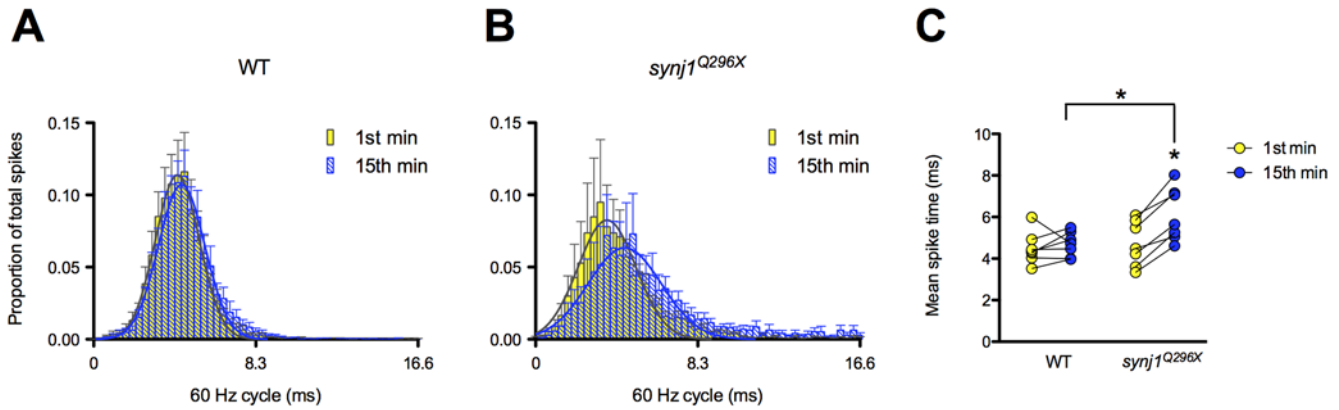 A
WT
Proportion of total spikes
0.15
0.10
0.05
0.00
0
8.3
16.6
60 Hz cycle (ms)
1st min
15th min
B
synj1Q296X
0.15
0.10
0.05
0.00
0
8.3
16.6
60 Hz cycle (ms)
1st min
15th min
C
*
*
Mean spike time (ms)
10
8
6
4
2
0
WT
synj1Q296X
1st min
15th min